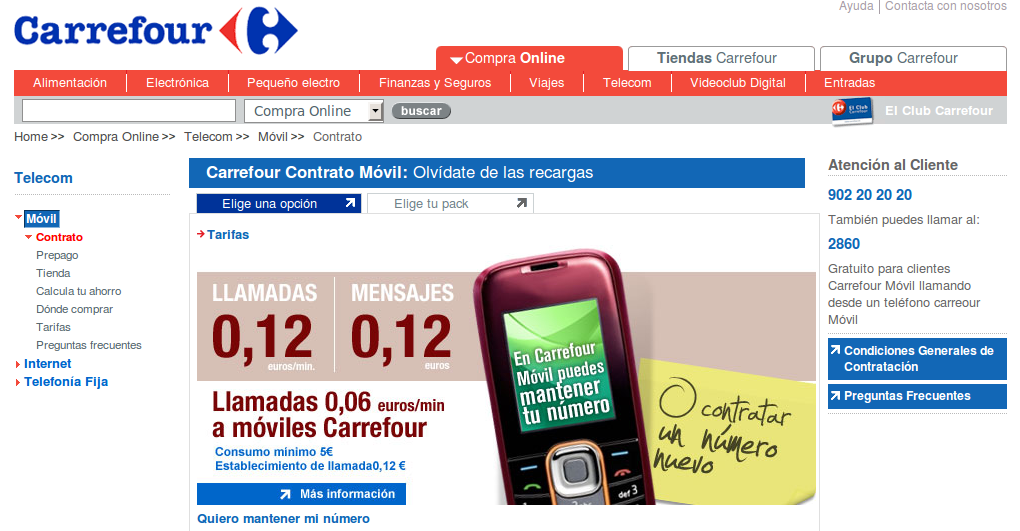 Ayuda | Contacta con nosotros
Carrefour
Compra Online
Tiendas Carrefour
Grupo Carrefour
Alimentación
Electrónica
Pequeño electro
Finanzas y Seguros
Viajes
Telecom
Videoclub Digital
Entradas
Compra Online
buscar
El Club
Carrefour
El Club Carrefour
Home >> Compra Online >> Telecom >> Móvil >> Contrato
Telecom
Móvil
Contrato
Prepago
Tienda
Calcula tu ahorro
Dónde comprar
Tarifas
Preguntas frecuentes
Internet
Telefonía Fija
Carrefour Contrato Móvil: Olvídate de las recargas
Elige una opción
Elige tu pack
Tarifas
LLAMADAS
0,12
euros/min.
MENSAJES
0,12
euros
Llamadas 0,06 euros/min
a móviles Carrefour
Consumo mínimo 5€
Establecimiento de llamada0,12 €
Más información
Quiero mantener mi número
En Carrefour
Móvil puedes
mantener
tu número
def 3
O contratar
un número
nuevo
Atención al Cliente
902 20 20 20
También puedes llamar al:
2860
Gratuito para clientes
Carrefour Móvil llamando
desde un teléfono carreour
Móvil
Condiciones Generales de
Contratación
Preguntas Frecuentes